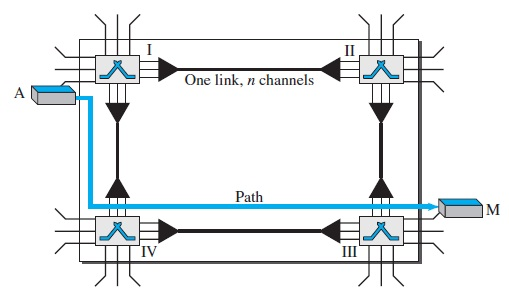 I
II
One link, n channels
A
Path
M
IV
III